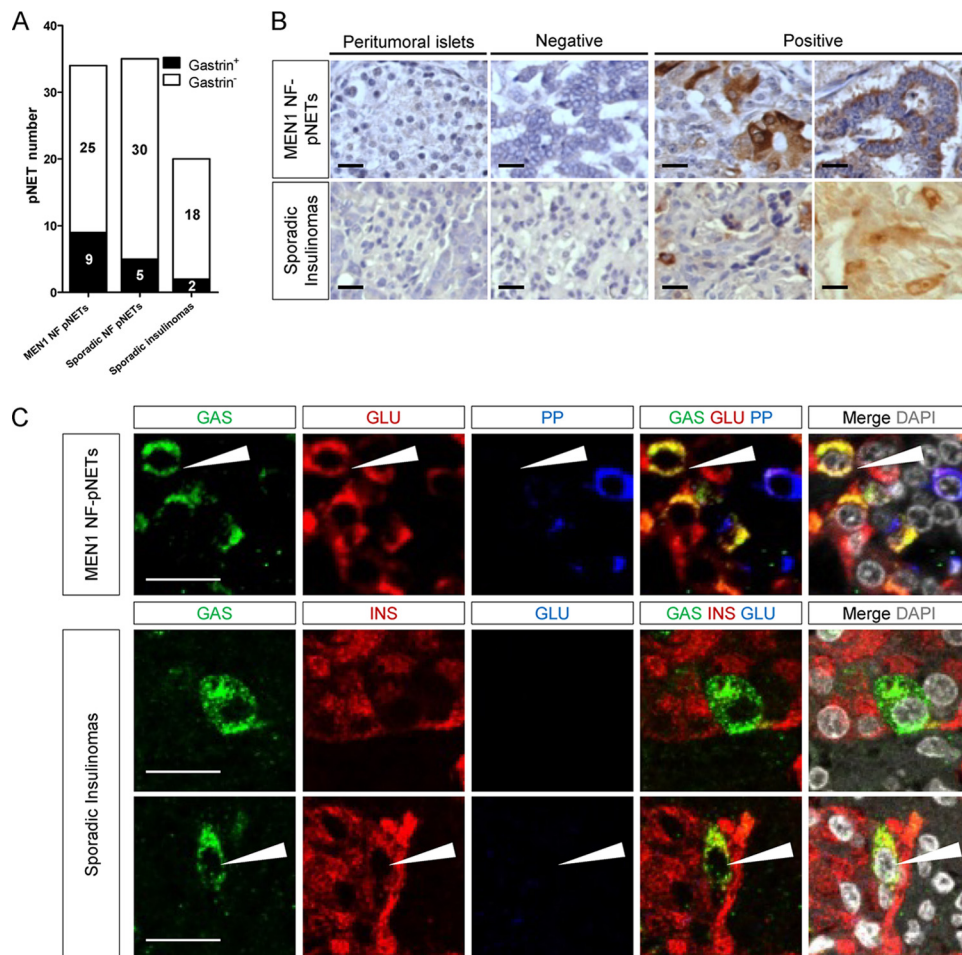 A
40
30
20
10
0
pNET number
Gastrin⁺
Gastrin⁻
25
9
30
5
18
2
MEN1 NF pNETs
Sporadic NF pNETs
Sporadic insulinomas
B
Peritumoral islets
Negative
Positive
MEN1 NF-
pNETs
Sporadic
Insulinomas
C
GAS
GLU
PP
GAS GLU PP
Merge DAPI
MEN1 NF-pNETs
GAS
INS
GLU
GAS INS GLU
Merge DAPI
Sporadic Insulinomas